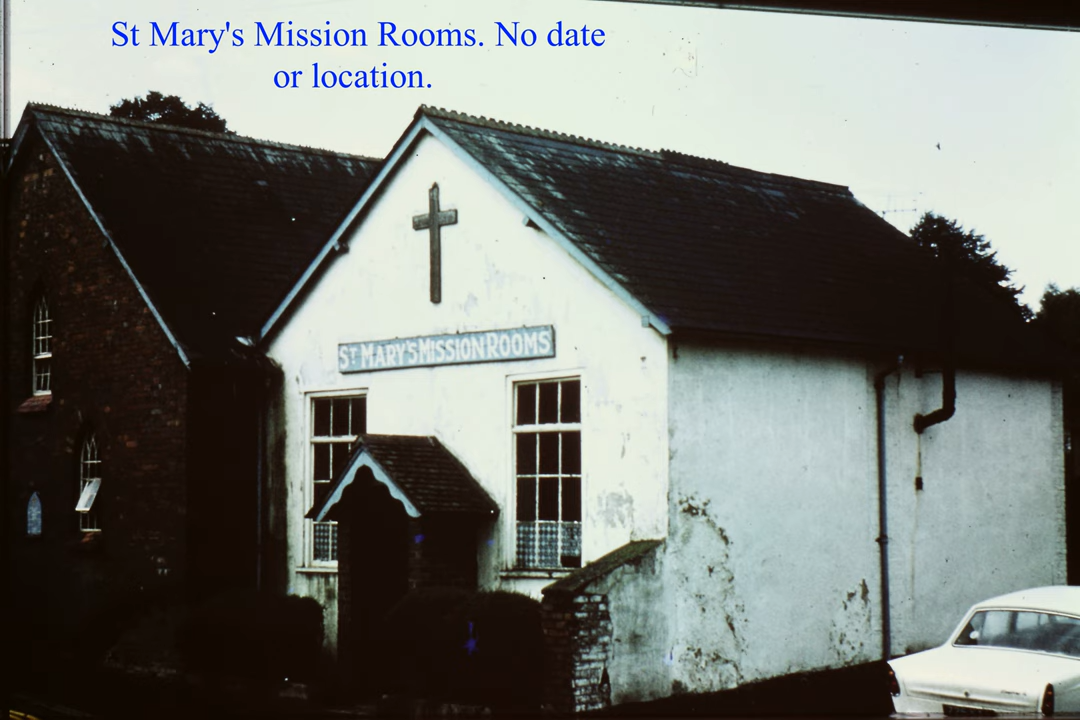 St Mary's Mission Rooms. No date
or location.
ST MARY'S MISSION ROOMS